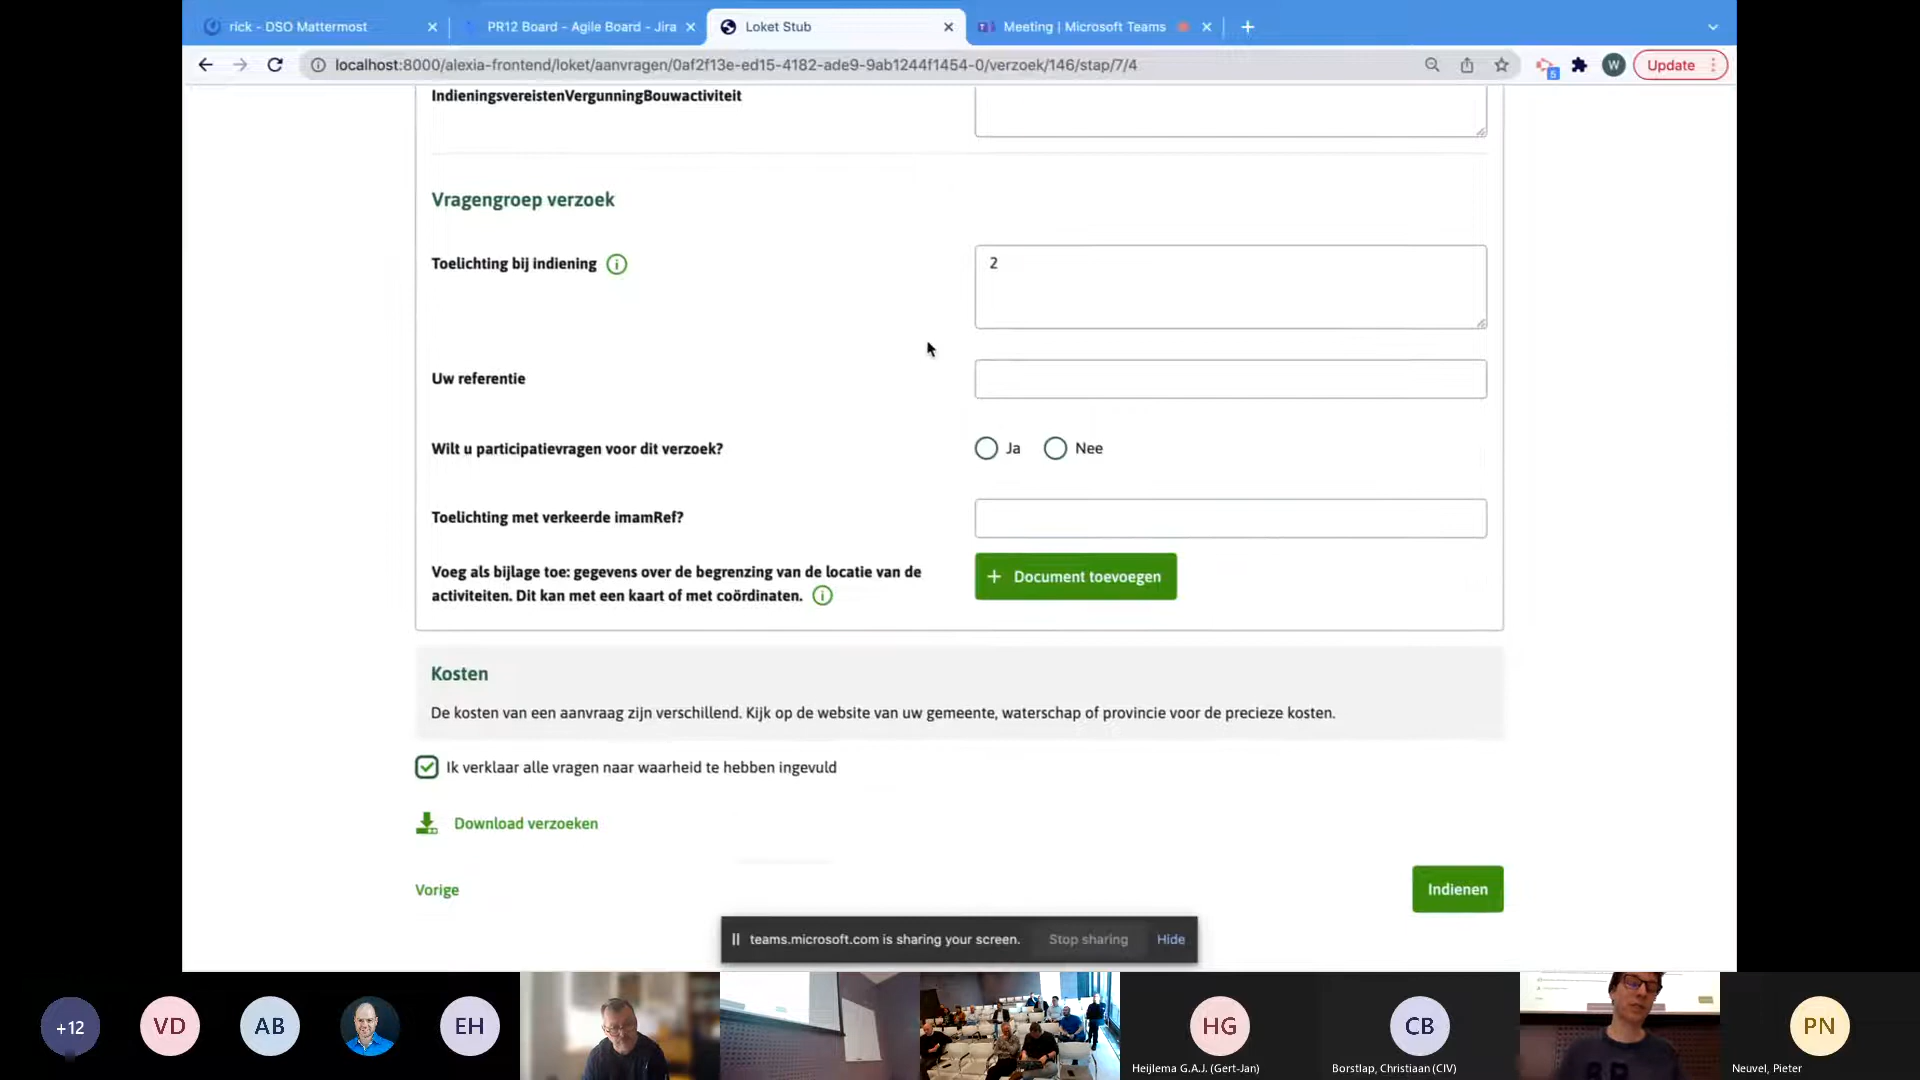 rick - DSO Mattermost
PR12 Board - Agile Board - Jira
Loket Stub
Meeting | Microsoft Teams
localhost:8000/alexia-frontend/loket/aanvragen/0af2f13e-ed15-4182-ade9-9ab1244f1454-0/verzoek/146/stap/7/4
5
W
Update
IndieningsvereistenVergunningBouwactiviteit
Vragengroep verzoek
Toelichting bij indiening
2
Uw referentie
Wilt u participatievragen voor dit verzoek?
Ja
Nee
Toelichting met verkeerde imamRef?
Voeg als bijlage toe: gegevens over de begrenzing van de locatie van de
activiteiten. Dit kan met een kaart of met coördinaten.
Document toevoegen
Kosten
De kosten van een aanvraag zijn verschillend. Kijk op de website van uw gemeente, waterschap of provincie voor de precieze kosten.
Ik verklaar alle vragen naar waarheid te hebben ingevuld
Download verzoeken
Vorige
Indienen
teams.microsoft.com is sharing your screen.
Stop sharing
Hide
+12
VD
AB
EH
HG
CB
PN
Heijlema G.A.J. (Gert-Jan)
Borstlap, Christiaan (CIV)
Neuvel, Pieter